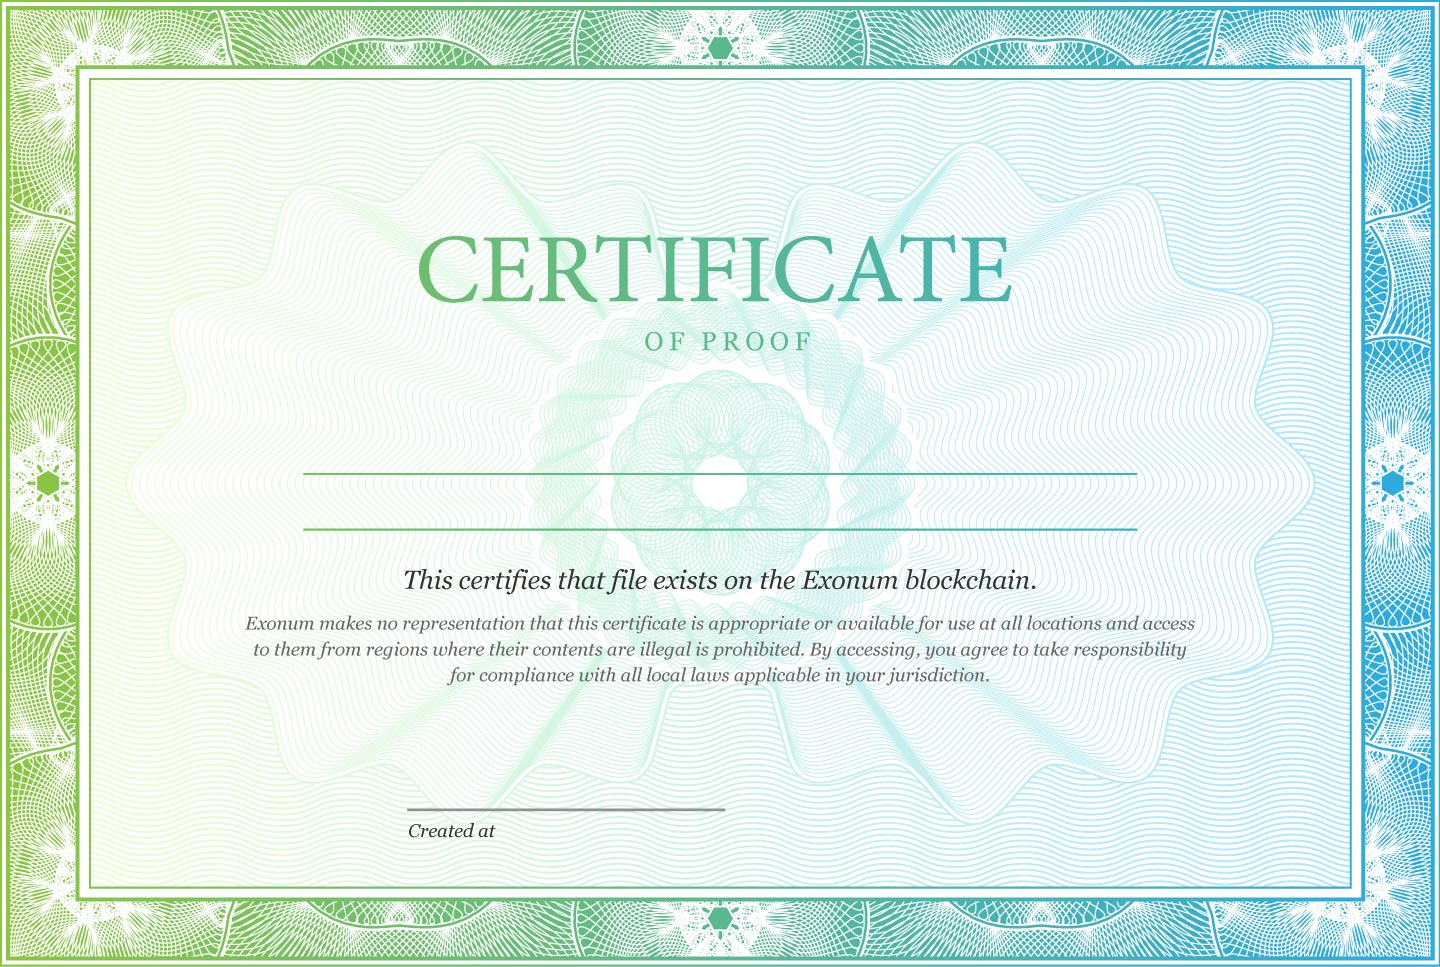 CERTIFICATE
OF PROOF
This certifies that file exists on the Exonum blockchain.
Exonum makes no representation that this certificate is appropriate or available for use at all locations and access
to them from regions where their contents are illegal is prohibited. By accessing, you agree to take responsibility
for compliance with all local laws applicable in your jurisdiction.
Created at